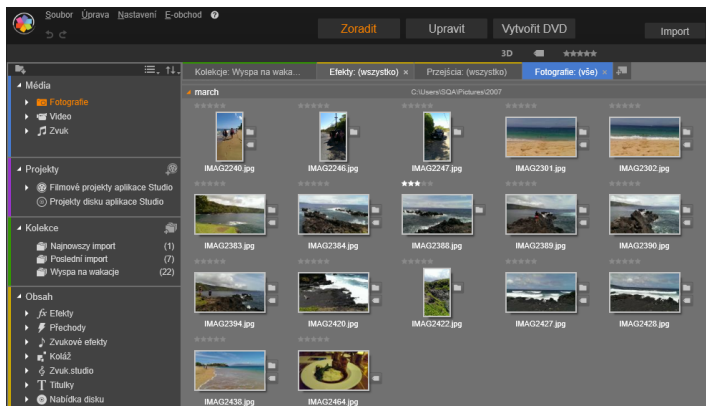 Soubor Úprava Nastavení E-obchod
Zoradit Upravit Vytvořit DVD Import
3D
Kolekcje: Wyspa na waka... Efekty: (wszystko) × Przejścia: (wszystko) Fotografie: (vše) ×
Média
Fotografie
Video
Zvuk
Projekty
Filmové projekty aplikace Studio
Projekty disku aplikace Studio
Kolekce
Najnowszy import (1)
Poslední import (7)
Wyspa na wakacje (22)
Obsah
fx Efekty
Přechody
Zvukové efekty
Koláž
Zvuk.studio
T Titulky
Nabídka disku
march C:\Users\SQA\Pictures\2007
IMAG2240.jpg IMAG2246.jpg IMAG2247.jpg IMAG2301.jpg IMAG2302.jpg
IMAG2383.jpg IMAG2384.jpg IMAG2388.jpg IMAG2389.jpg IMAG2390.jpg
IMAG2394.jpg IMAG2420.jpg IMAG2422.jpg IMAG2427.jpg IMAG2428.jpg
IMAG2438.jpg IMAG2464.jpg